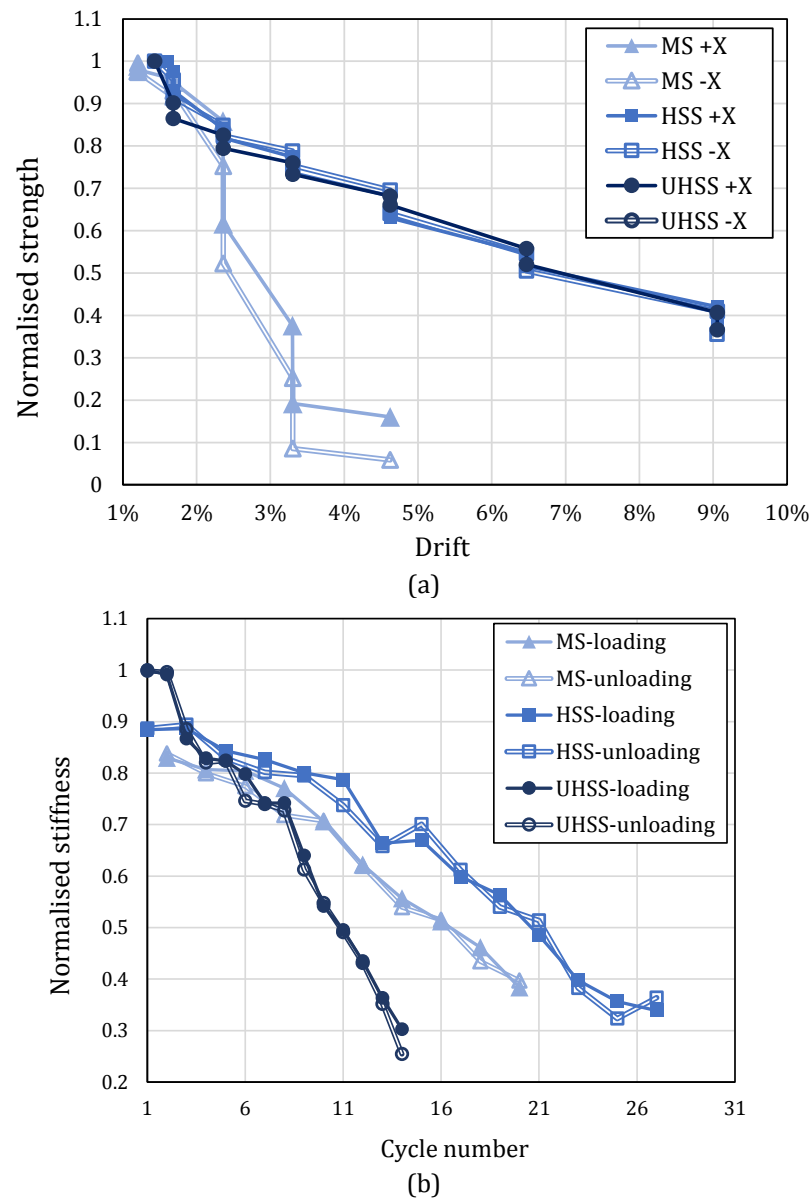 1.1
1
0.9
0.8
0.7
0.6
0.5
0.4
0.3
0.2
0.1
0
Normalised strength
MS +X
MS -X
HSS +X
HSS -X
UHSS +X
UHSS -X
1% 2% 3% 4% 5% 6% 7% 8% 9% 10%
Drift
(a)
1.1
1
0.9
0.8
0.7
0.6
0.5
0.4
0.3
0.2
Normalised stiffness
MS-loading
MS-unloading
HSS-loading
HSS-unloading
UHSS-loading
UHSS-unloading
1 6 11 16 21 26 31
Cycle number
(b)